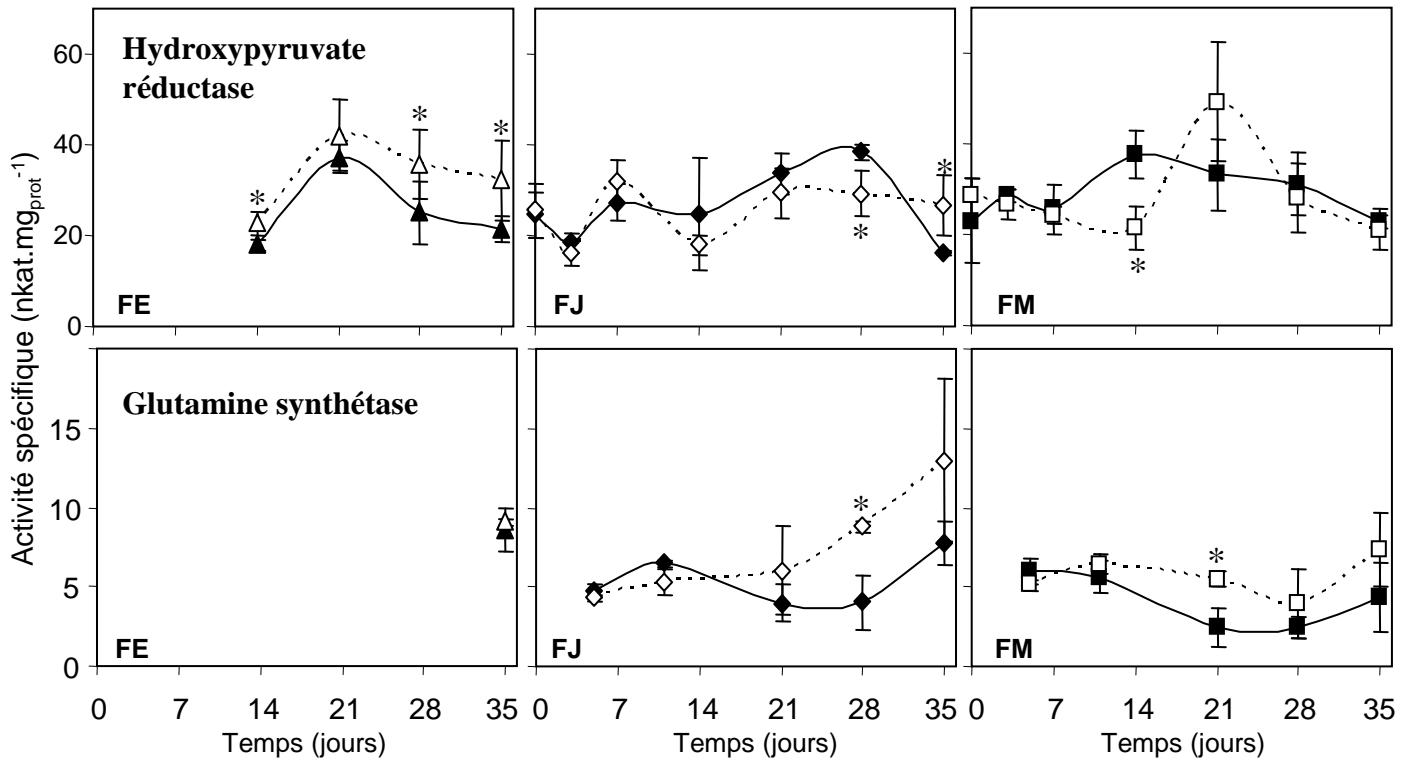 Activité spécifique (nkat.mgprot-1)
Hydroxypyruvate
réductase
60
40
20
0
*
*
*
FE
*
*
FJ
*
FM
Glutamine synthétase
15
10
5
0
FE
*
FJ
*
FM
0 7 14 21 28 35
0 7 14 21 28 35
0 7 14 21 28 35
Temps (jours)
Temps (jours)
Temps (jours)